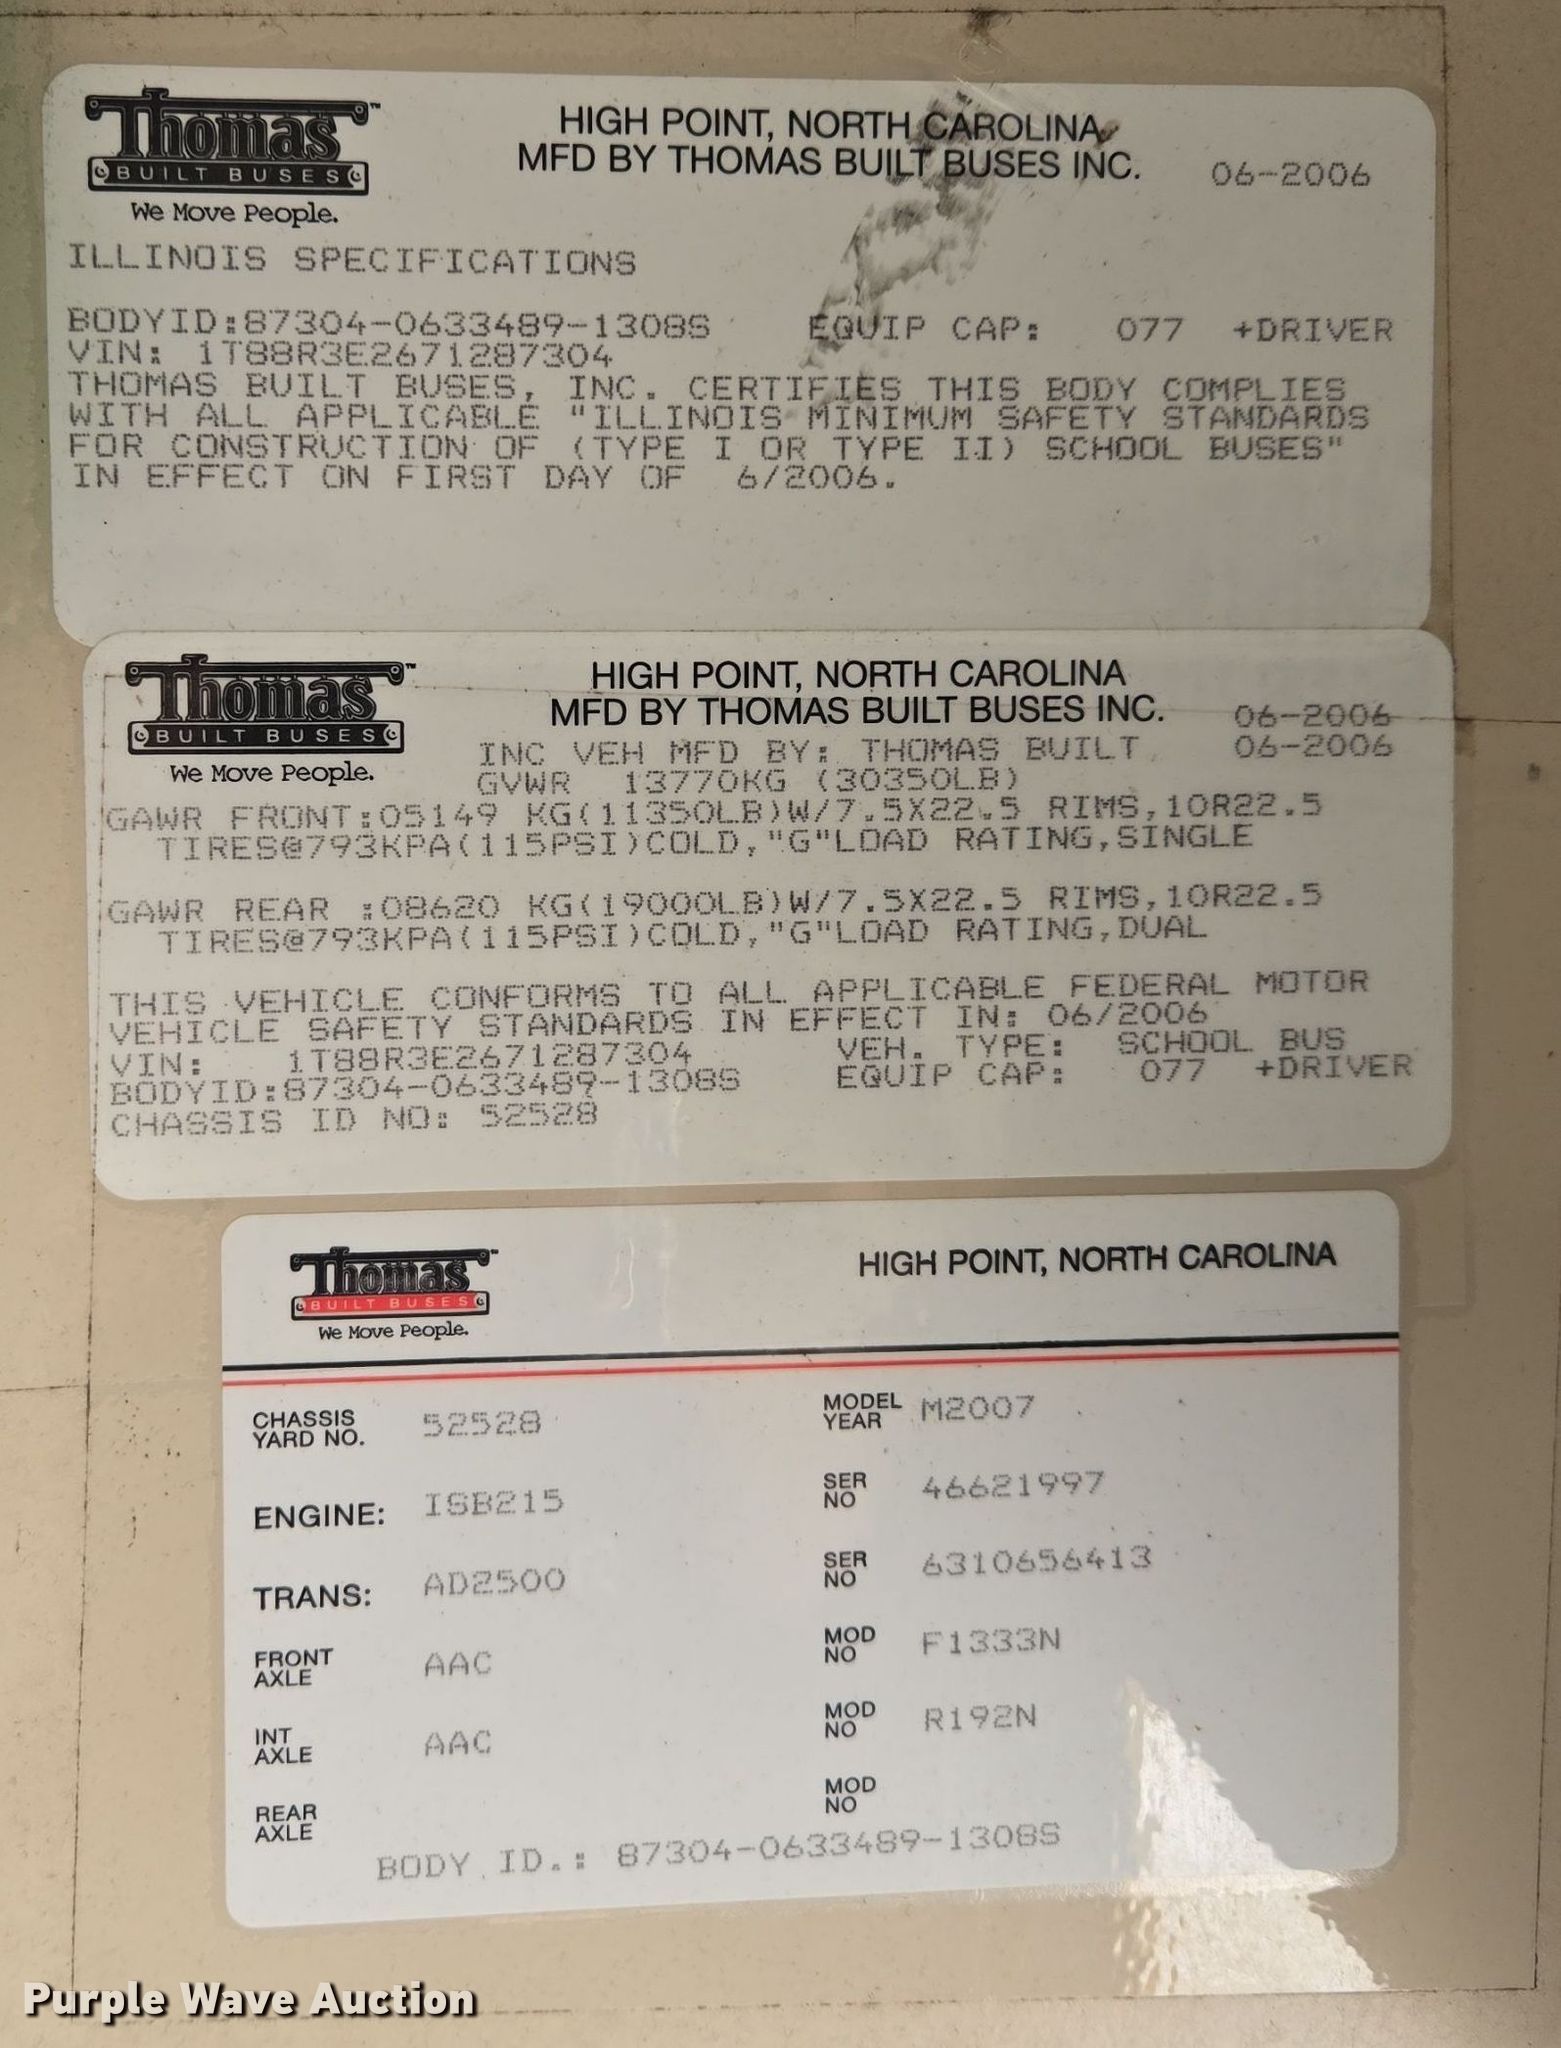 Thomas™
BUILT BUSES
We Move People.
HIGH POINT, NORTH CAROLINA
MFD BY THOMAS BUILT BUSES INC. 06-2006
ILLINOIS SPECIFICATIONS
BODYID:87304-0633489-1308S EQUIP CAP: 077 +DRIVER
VIN: 1T88R3E2671287304
THOMAS BUILT BUSES, INC. CERTIFIES THIS BODY COMPLIES
WITH ALL APPLICABLE "ILLINOIS MINIMUM SAFETY STANDARDS
FOR CONSTRUCTION OF (TYPE I OR TYPE II) SCHOOL BUSES"
IN EFFECT ON FIRST DAY OF 6/2006.
Thomas™
BUILT BUSES
We Move People.
HIGH POINT, NORTH CAROLINA
MFD BY THOMAS BUILT BUSES INC. 06-2006
INC VEH MFD BY: THOMAS BUILT 06-2006
GVWR 13770KG (30350LB)
GAWR FRONT:05149 KG(11350LB)W/7.5X22.5 RIMS,10R22.5
TIRES@793KPA(115PSI)COLD,"G"LOAD RATING,SINGLE
GAWR REAR :08620 KG(19000LB)W/7.5X22.5 RIMS,10R22.5
TIRES@793KPA(115PSI)COLD,"G"LOAD RATING,DUAL
THIS VEHICLE CONFORMS TO ALL APPLICABLE FEDERAL MOTOR
VEHICLE SAFETY STANDARDS IN EFFECT IN: 06/2006
VIN: 1T88R3E2671287304 VEH. TYPE: SCHOOL BUS
BODYID:87304-0633489-1308S EQUIP CAP: 077 +DRIVER
CHASSIS ID NO: 52528
Thomas™
BUILT BUSES
We Move People.
HIGH POINT, NORTH CAROLINA
CHASSIS
YARD NO. 52528
MODEL
YEAR M2007
ENGINE: ISB215
SER
NO 46621997
TRANS: AD2500
SER
NO 6310656413
FRONT
AXLE AAC
MOD
NO F1333N
INT
AXLE AAC
MOD
NO R192N
REAR
AXLE
MOD
NO
BODY ID.: 87304-0633489-1308S
Purple Wave Auction